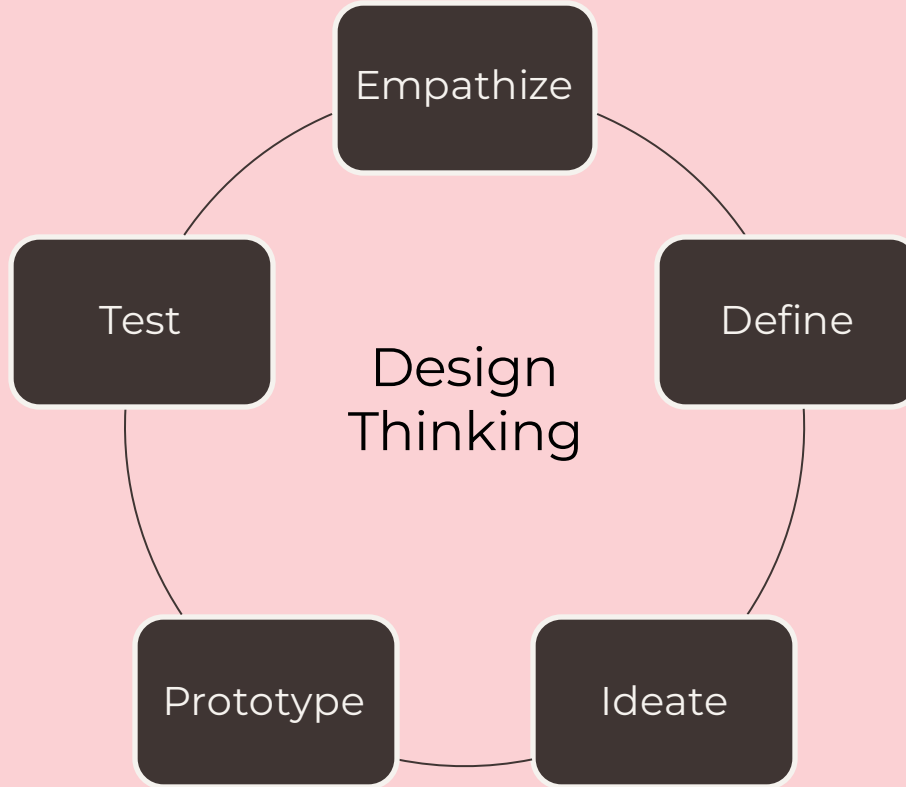 Empathize
Define
Ideate
Prototype
Test
Design
Thinking